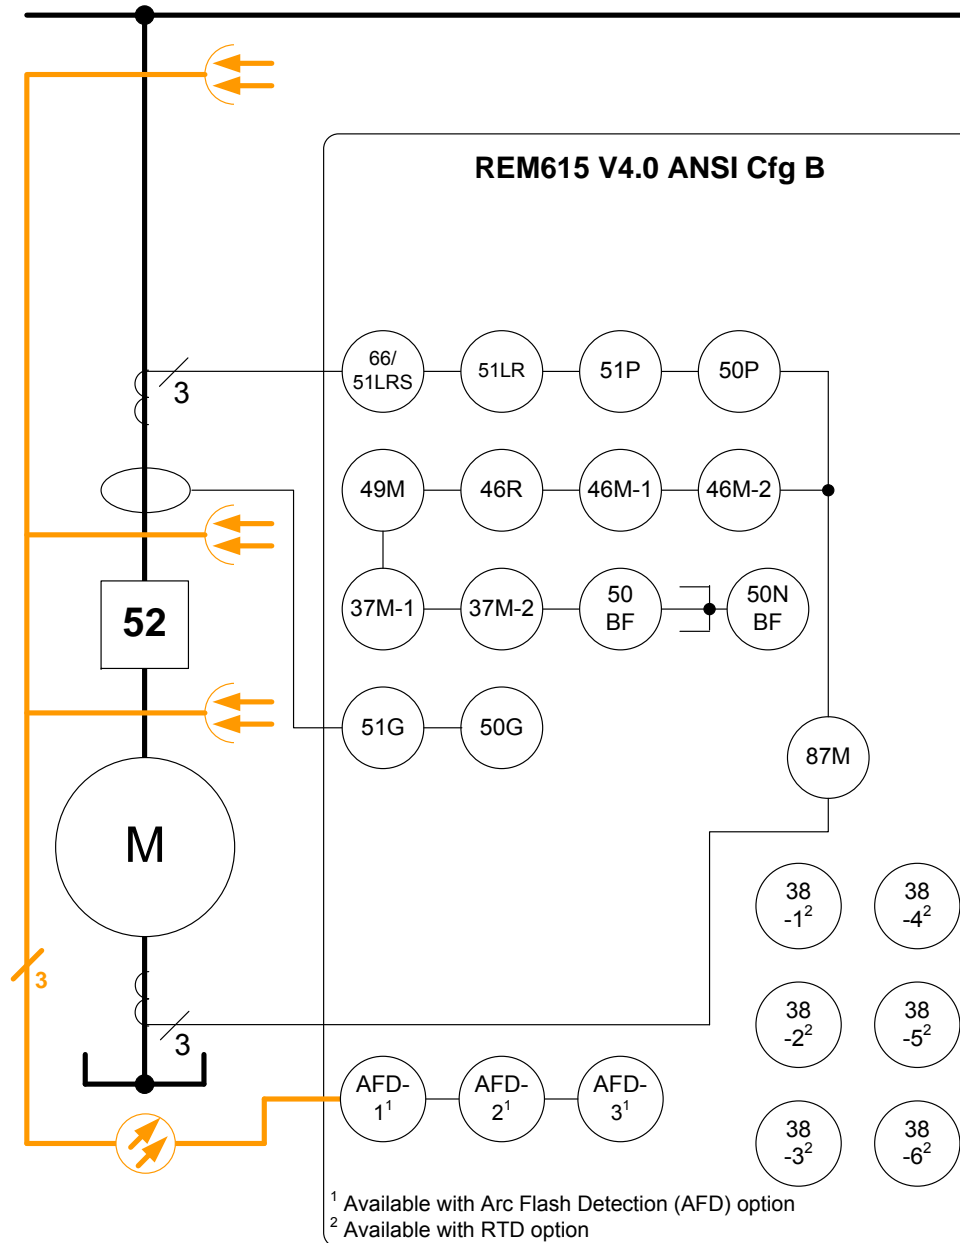 REM615 V4.0 ANSI Cfg B
66/
51LRS
51LR
51P
50P
3
49M
46R
46M-1
46M-2
37M-1
37M-2
50
BF
50N
BF
52
51G
50G
87M
M
38
-1²
38
-4²
3
38
-2²
38
-5²
3
AFD-
1¹
AFD-
2¹
AFD-
3¹
38
-3²
38
-6²
¹ Available with Arc Flash Detection (AFD) option
² Available with RTD option